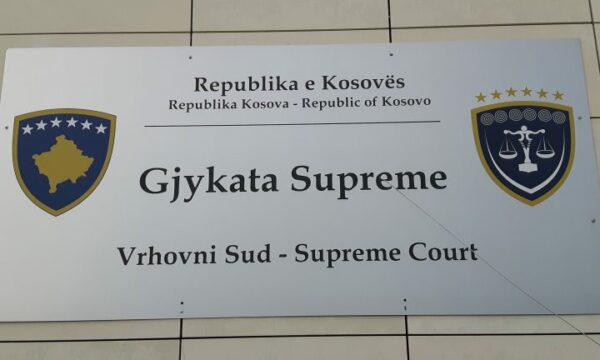 Republika e Kosovës
Republika Kosova - Republic of Kosovo
Gjykata Supreme
Vrhovni Sud - Supreme Court